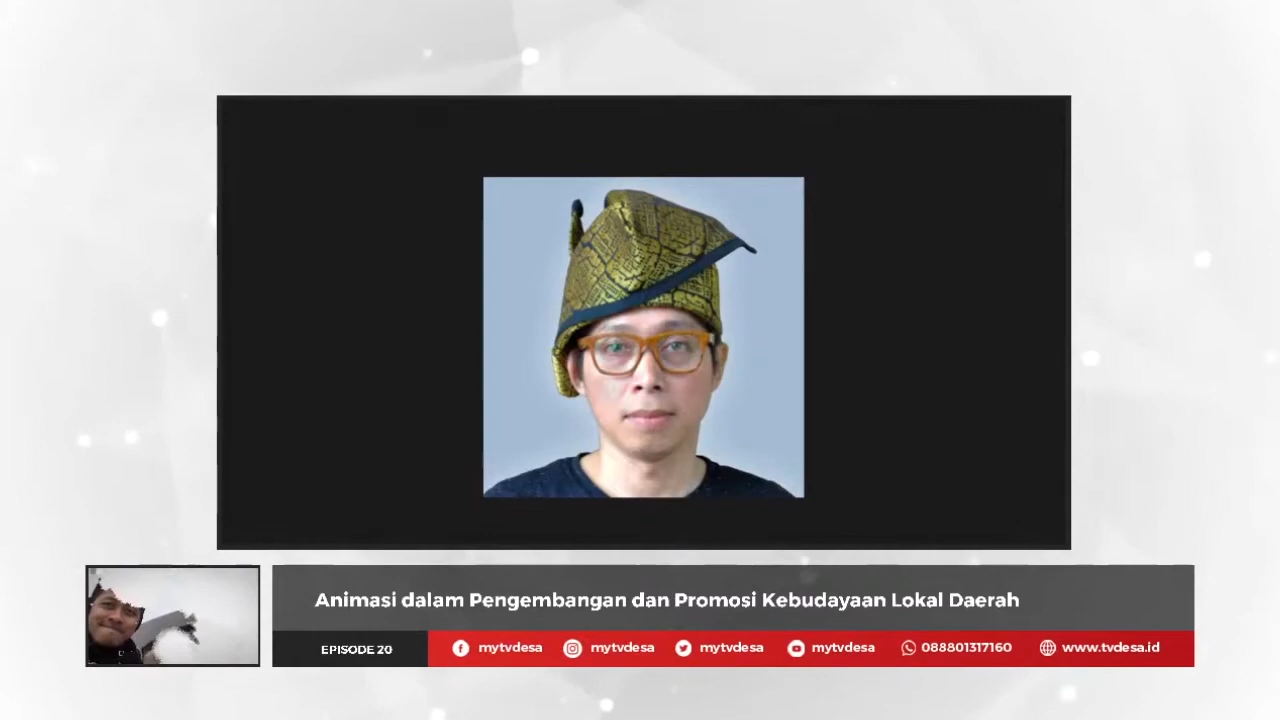 Animasi dalam Pengembangan dan Promosi Kebudayaan Lokal Daerah
EPISODE 20 mytvdesa mytvdesa mytvdesa mytvdesa 088801317160 www.tvdesa.id